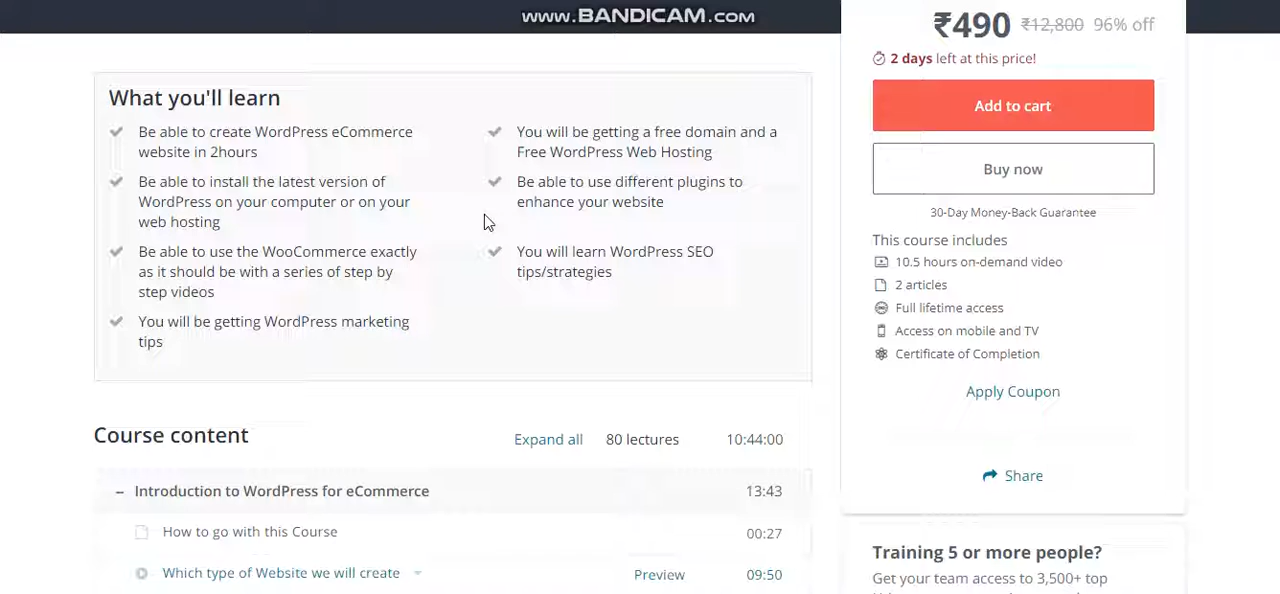 www.BANDICAM.com
₹490 ₹12,800 96% off
2 days left at this price!
Add to cart
Buy now
30-Day Money-Back Guarantee
This course includes
10.5 hours on-demand video
2 articles
Full lifetime access
Access on mobile and TV
Certificate of Completion
Apply Coupon
Share
Training 5 or more people?
Get your team access to 3,500+ top
What you'll learn
Be able to create WordPress eCommerce
website in 2hours
You will be getting a free domain and a
Free WordPress Web Hosting
Be able to install the latest version of
WordPress on your computer or on your
web hosting
Be able to use different plugins to
enhance your website
Be able to use the WooCommerce exactly
as it should be with a series of step by
step videos
You will learn WordPress SEO
tips/strategies
You will be getting WordPress marketing
tips
Course content Expand all 80 lectures 10:44:00
Introduction to WordPress for eCommerce 13:43
How to go with this Course 00:27
Which type of Website we will create Preview 09:50